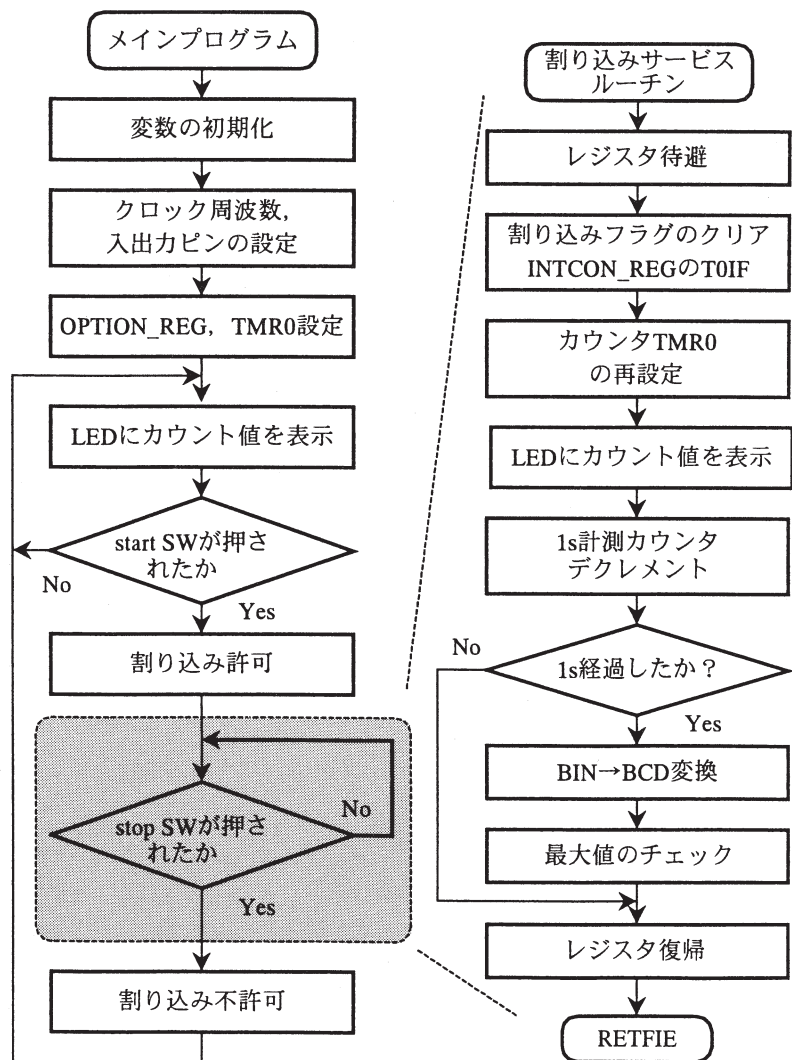 メインプログラム
変数の初期化
クロック周波数,
入出力ピンの設定
OPTION_REG, TMR0設定
LEDにカウント値を表示
start SWが押さ
れたか
No
Yes
割り込み許可
stop SWが押さ
れたか
No
Yes
割り込み不許可
割り込みサービス
ルーチン
レジスタ待避
割り込みフラグのクリア
INTCON_REGのT0IF
カウンタTMR0
の再設定
LEDにカウント値を表示
1s計測カウンタ
デクレメント
No
1s経過したか？
Yes
BIN→BCD変換
最大値のチェック
レジスタ復帰
RETFIE